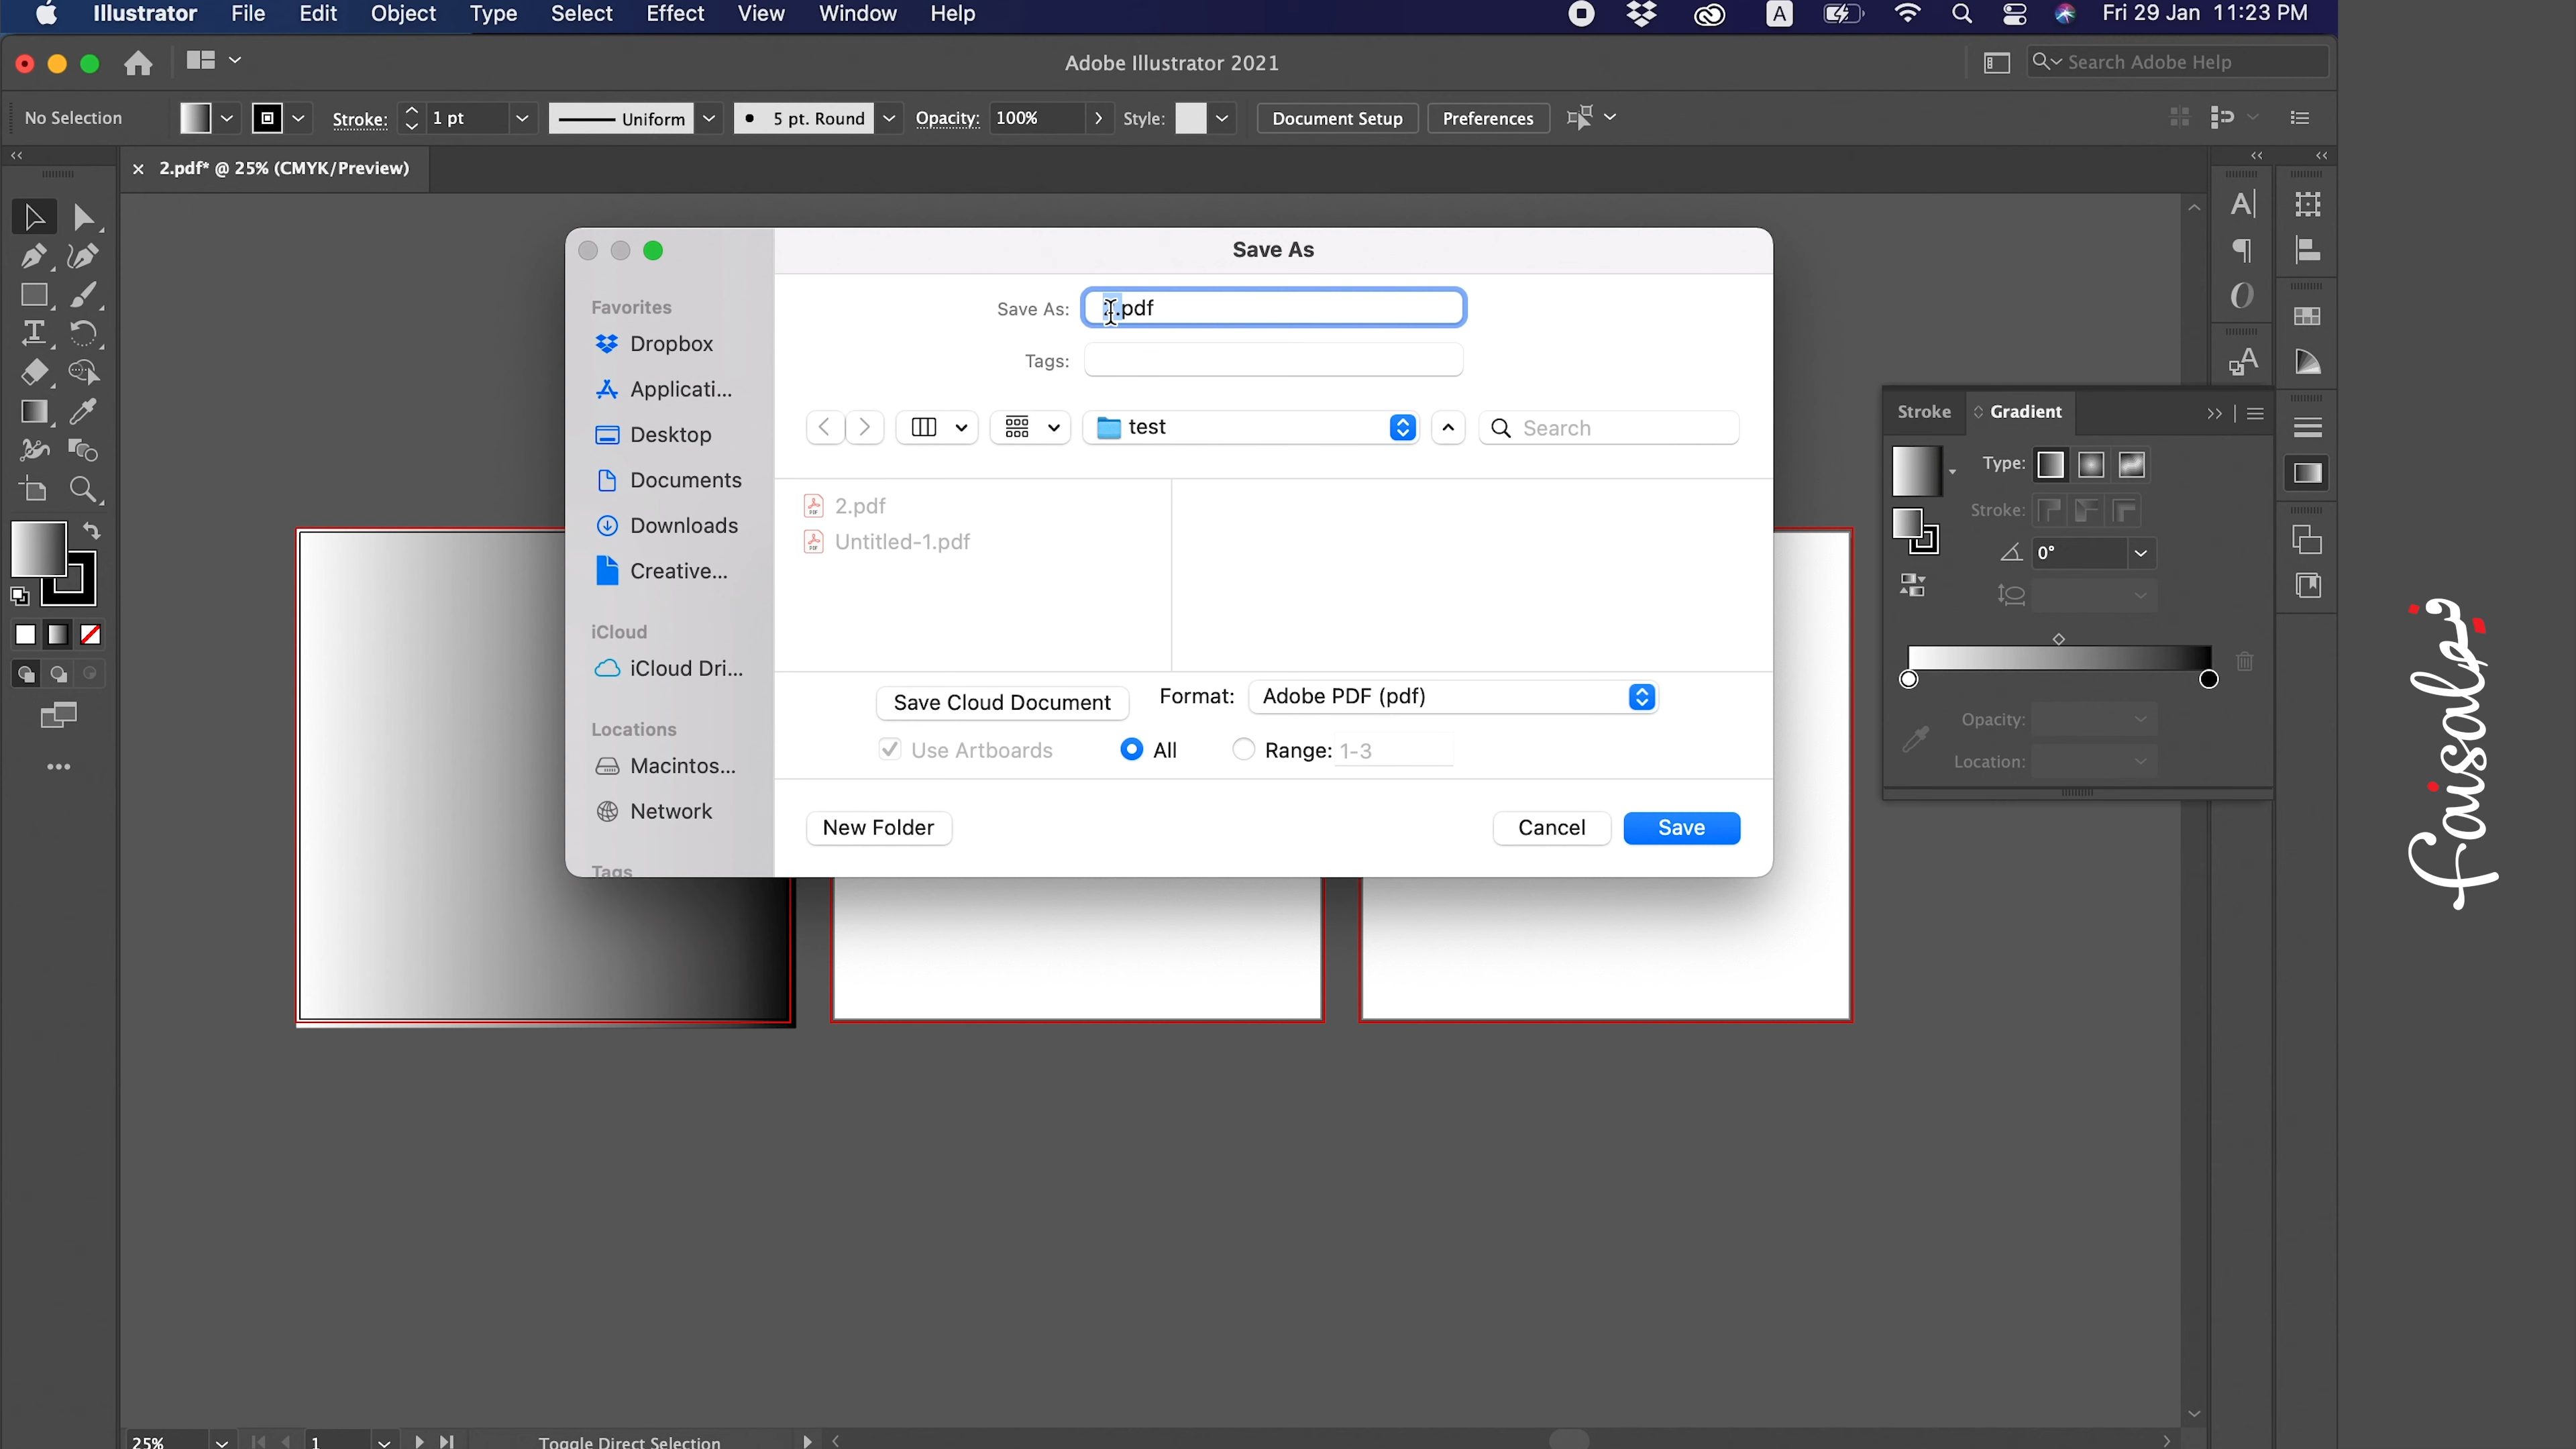 Illustrator File Edit Object Type Select Effect View Window Help A Fri 29 Jan 11:23 PM
Adobe Illustrator 2021 Search Adobe Help
No Selection Stroke: 1 pt Uniform 5 pt. Round Opacity: 100% Style: Document Setup Preferences
2.pdf* @ 25% (CMYK/Preview)
Save As
Save As: .pdf
Tags:
test Search
Favorites
Dropbox
Applicati...
Desktop
Documents
Downloads
Creative...
iCloud
iCloud Dri...
Locations
Macintos...
Network
Tags
2.pdf
Untitled-1.pdf
Save Cloud Document Format: Adobe PDF (pdf)
Use Artboards All Range: 1-3
New Folder Cancel Save
Stroke Gradient
Type:
Stroke:
0°
Opacity:
Location:
faisalei
25% 1 Toggle Direct Selection